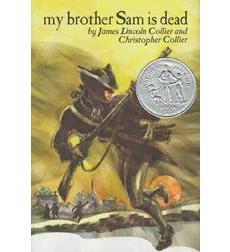 my brother Sam is dead
by James Lincoln Collier and
Christopher Collier